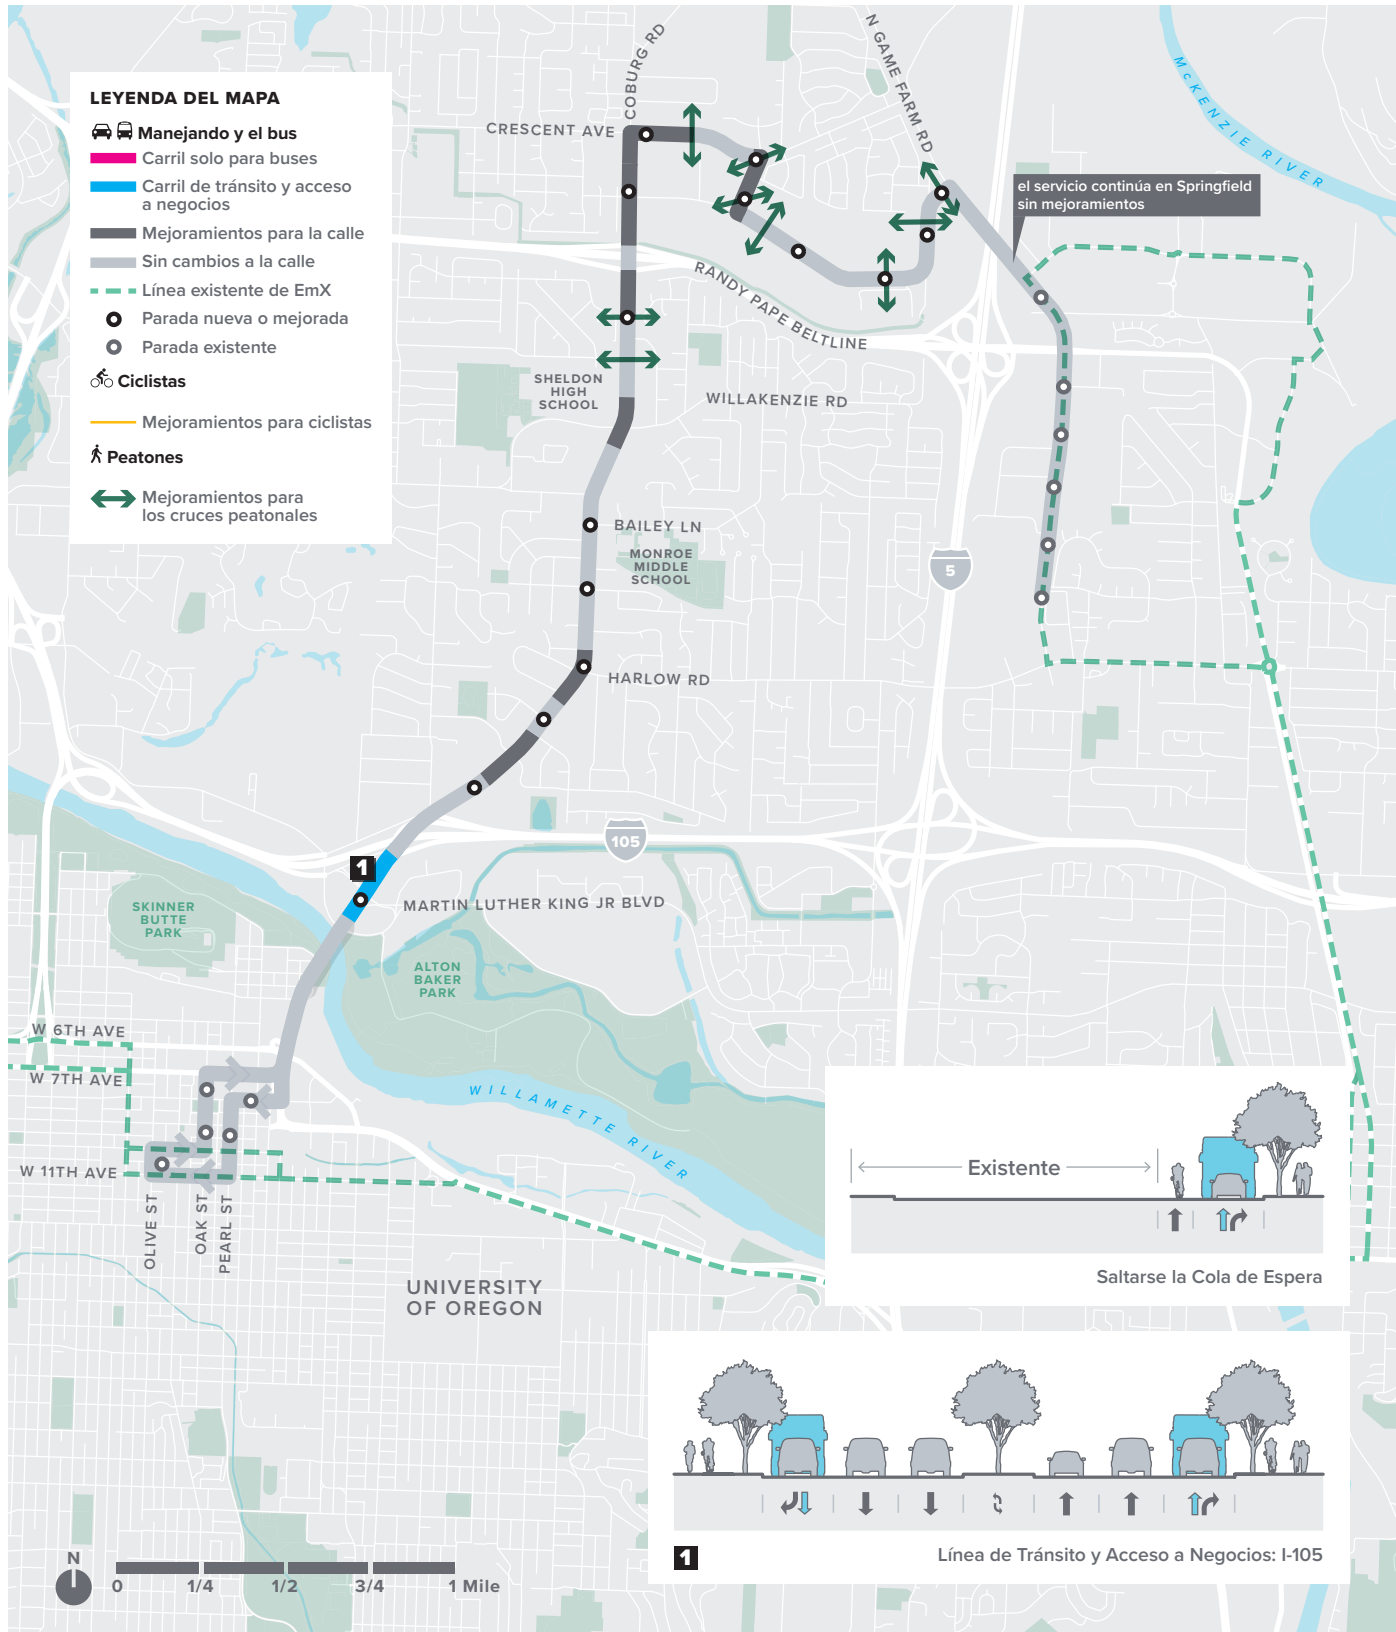 LEYENDA DEL MAPA
Manejando y el bus
Carril solo para buses
Carril de tránsito y acceso
a negocios
Mejoramientos para la calle
Sin cambios a la calle
Línea existente de EmX
Parada nueva o mejorada
Parada existente
Ciclistas
Mejoramientos para ciclistas
Peatones
Mejoramientos para
los cruces peatonales
COBURG RD
CRESCENT AVE
N GAME FARM RD
McKENZIE RIVER
el servicio continúa en Springfield
sin mejoramientos
RANDY PAPE BELTLINE
SHELDON
HIGH
SCHOOL
WILLAKENZIE RD
BAILEY LN
MONROE
MIDDLE
SCHOOL
5
HARLOW RD
105
1
MARTIN LUTHER KING JR BLVD
SKINNER
BUTTE
PARK
ALTON
BAKER
PARK
W 6TH AVE
W 7TH AVE
WILLAMETTE RIVER
W 11TH AVE
OLIVE ST
OAK ST
PEARL ST
UNIVERSITY
OF OREGON
Existente
Saltarse la Cola de Espera
1
Línea de Tránsito y Acceso a Negocios: I-105
N
0 1/4 1/2 3/4 1 Mile